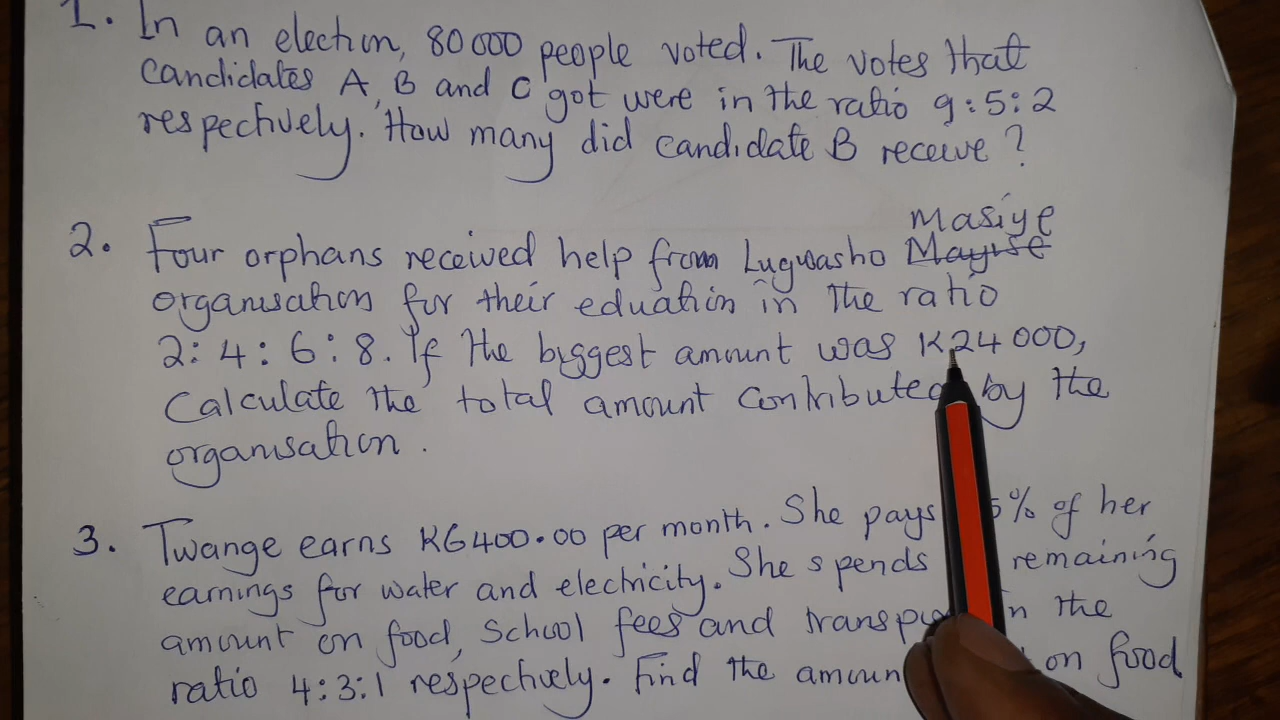 1. In an election, 80 000 people voted. The votes that
candidates A, B and C got were in the ratio 9:5:2
respectively. How many did candidate B receive?
2. Four orphans received help from Lugwasho Masiye
organisation for their eduation in the ratio
2:4:6:8. If the biggest amount was K24 000,
Calculate the total amount contributed by the
organisation.
3. Twange earns K6400.00 per month. She pays 5% of her
earnings for water and electricity. She spends remaining
amount on food, School fees and in the
ratio 4:3:1 respectively. Find the on food